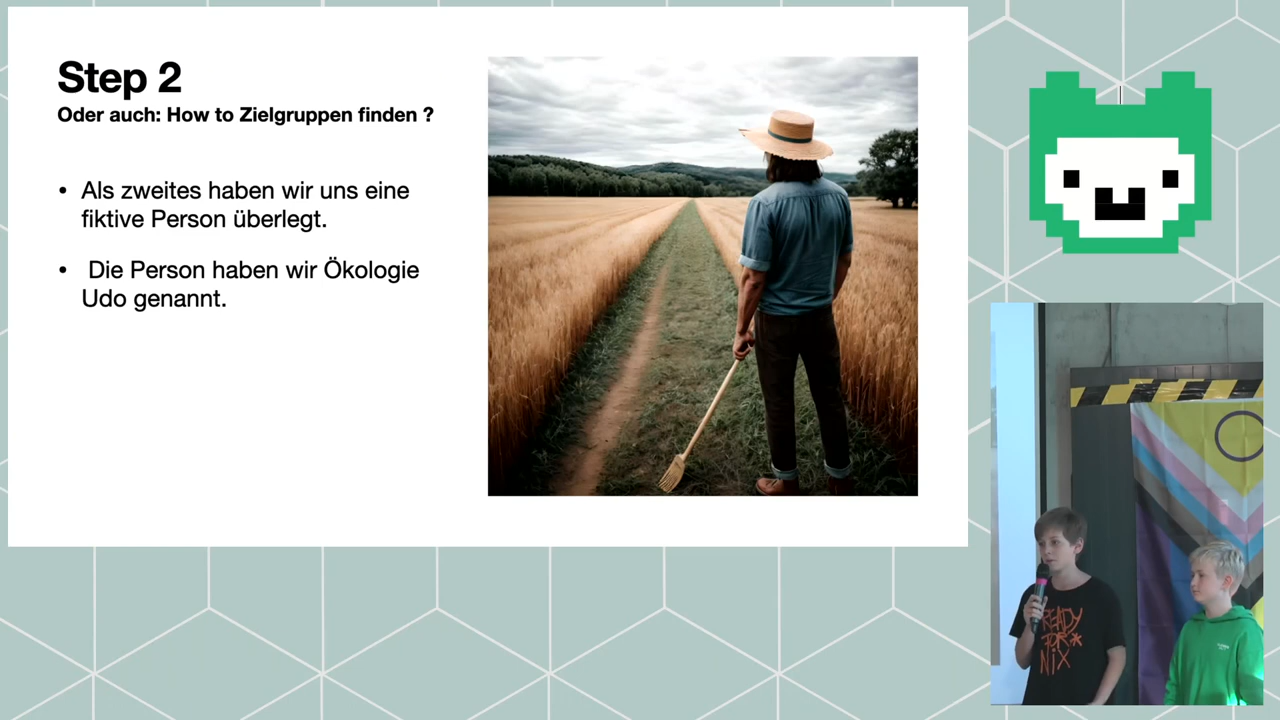 Step 2
Oder auch: How to Zielgruppen finden ?
• Als zweites haben wir uns eine
fiktive Person überlegt.
• Die Person haben wir Ökologie
Udo genannt.
READY
FOR*
NiX